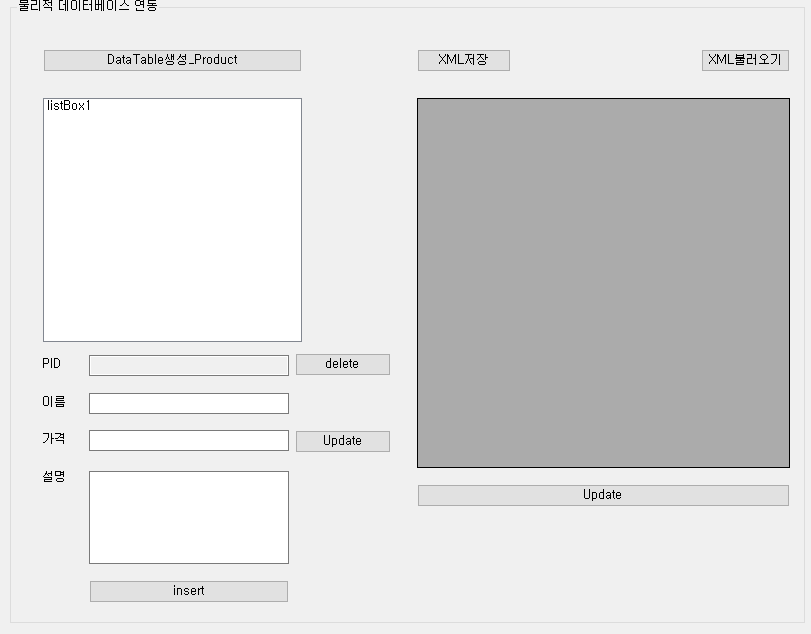 물리적 데이터베이스 연동
DataTable생성_Product
XML저장
XML불러오기
listBox1
PID
delete
이름
가격
Update
설명
Update
insert